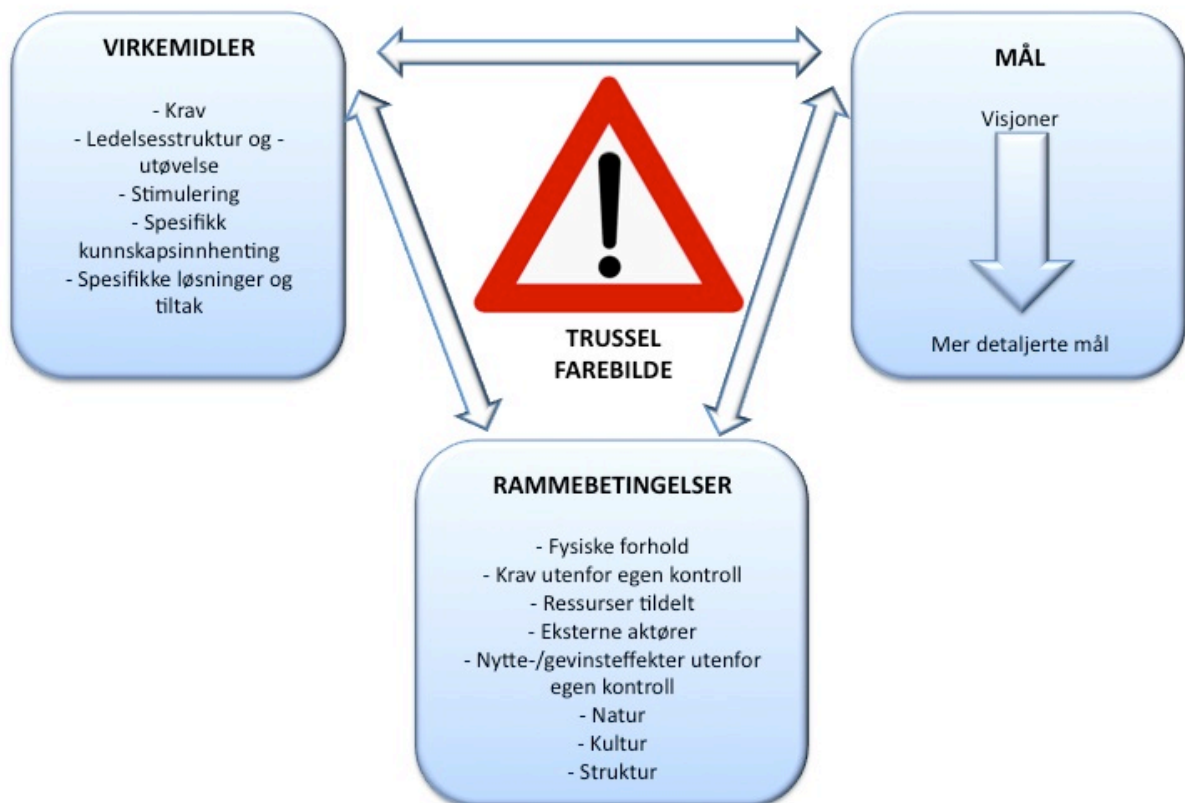 VIRKEMIDLER
- Krav
- Ledelsesstruktur og -
utøvelse
- Stimulering
- Spesifikk
kunnskapsinnhenting
- Spesifikke løsninger og
tiltak
MÅL
Visjoner
Mer detaljerte mål
TRUSSEL
FAREBILDE
RAMMEBETINGELSER
- Fysiske forhold
- Krav utenfor egen kontroll
- Ressurser tildelt
- Eksterne aktører
- Nytte-/gevinsteffekter utenfor
egen kontroll
- Natur
- Kultur
- Struktur